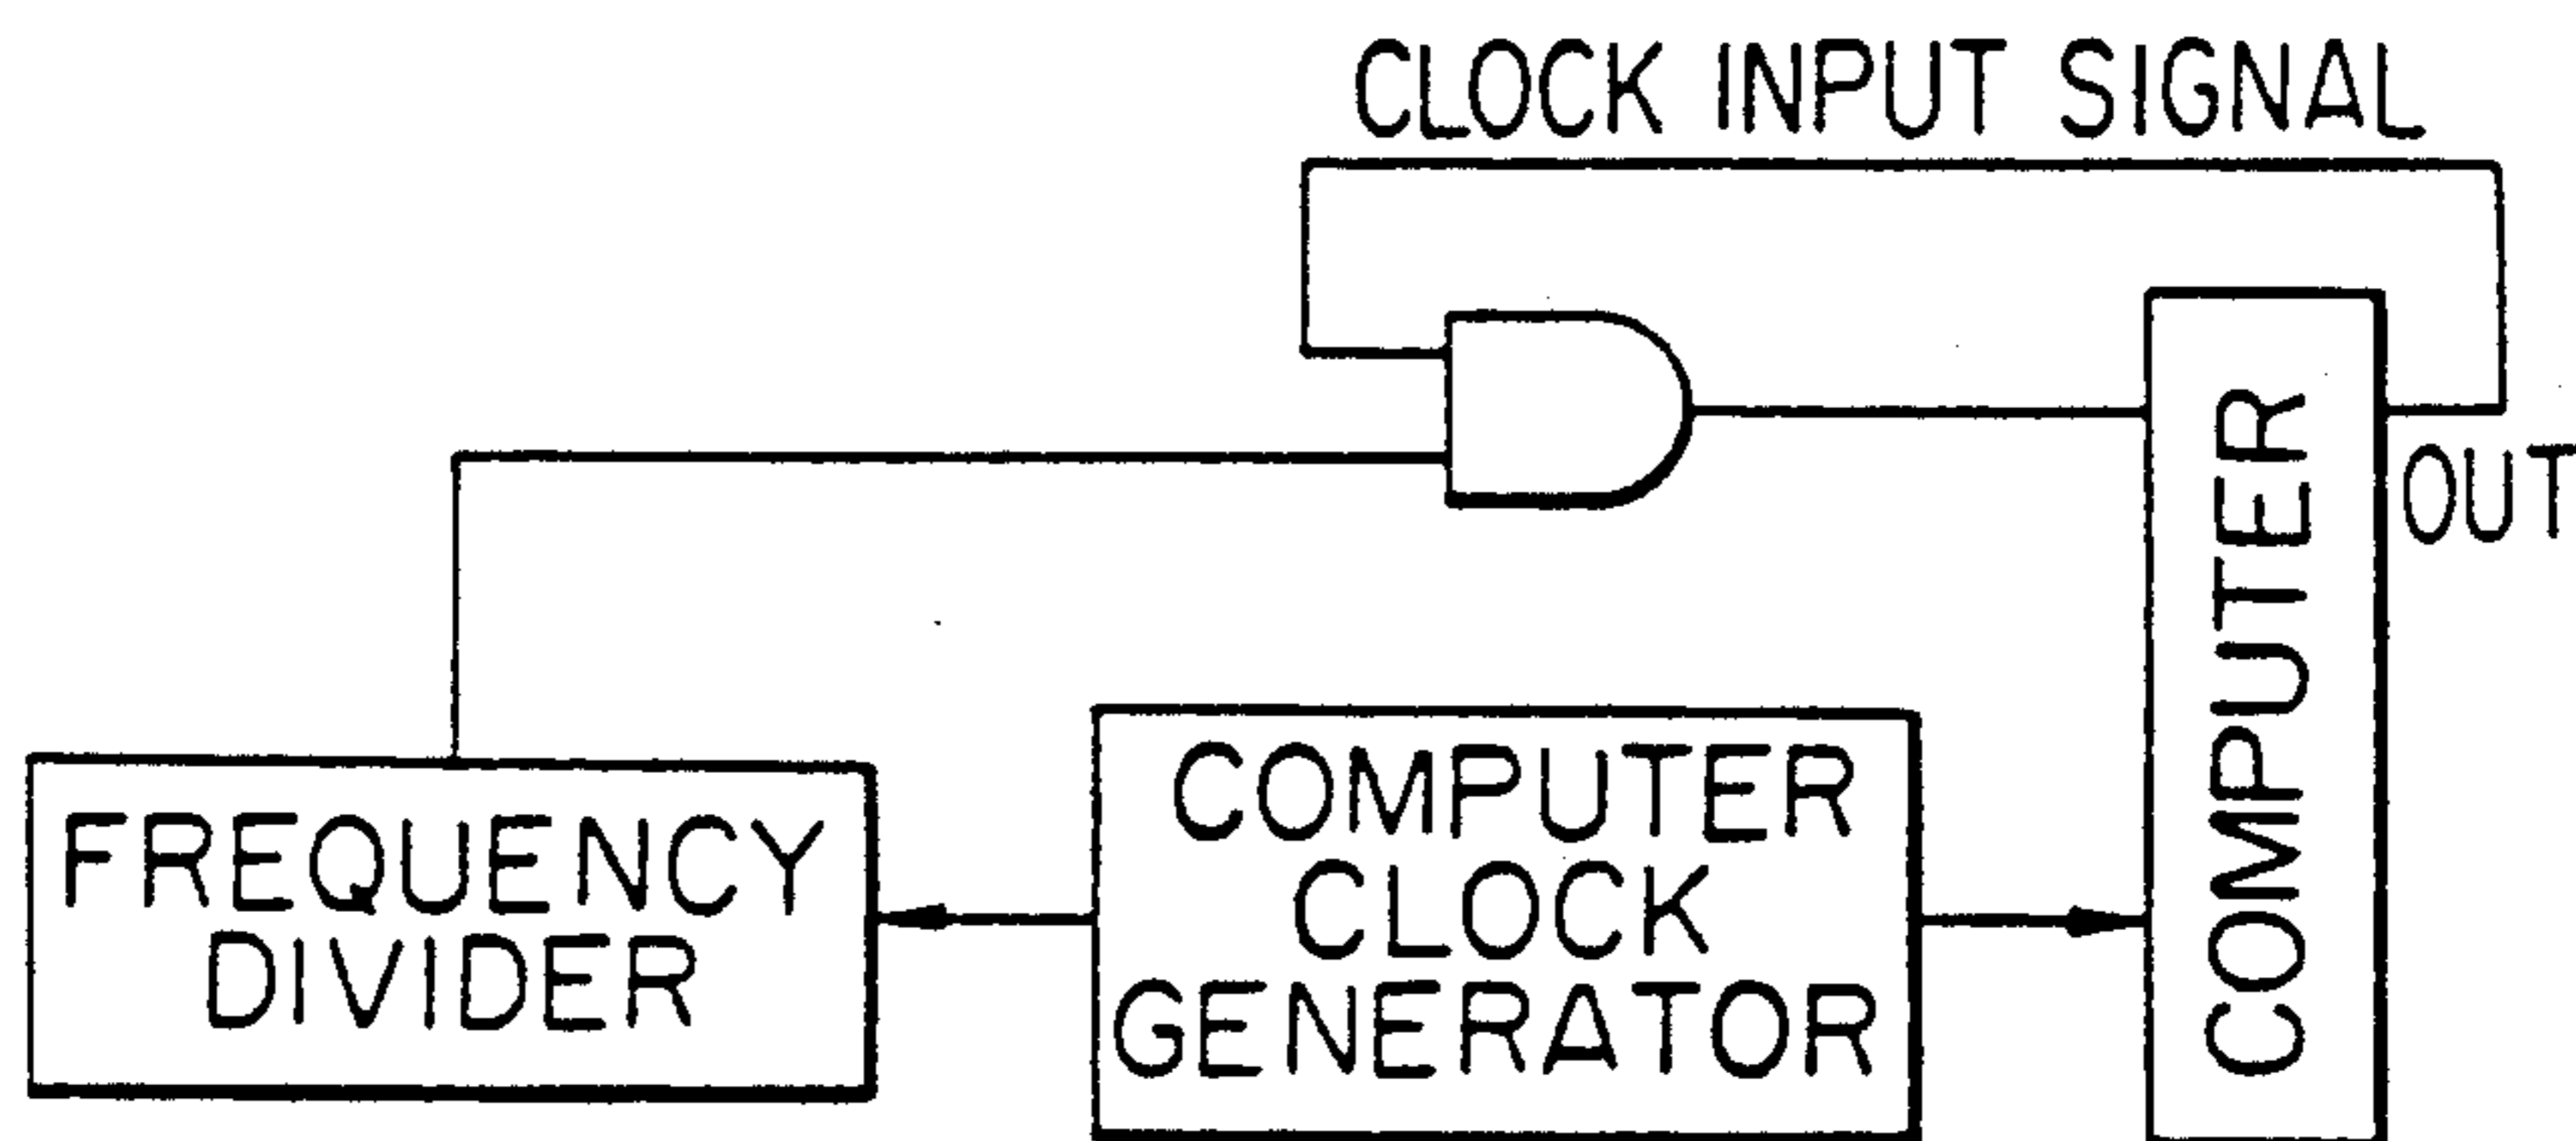 CLOCK INPUT SIGNAL
OUT
COMPUTER
FREQUENCY
DIVIDER
COMPUTER
CLOCK
GENERATOR